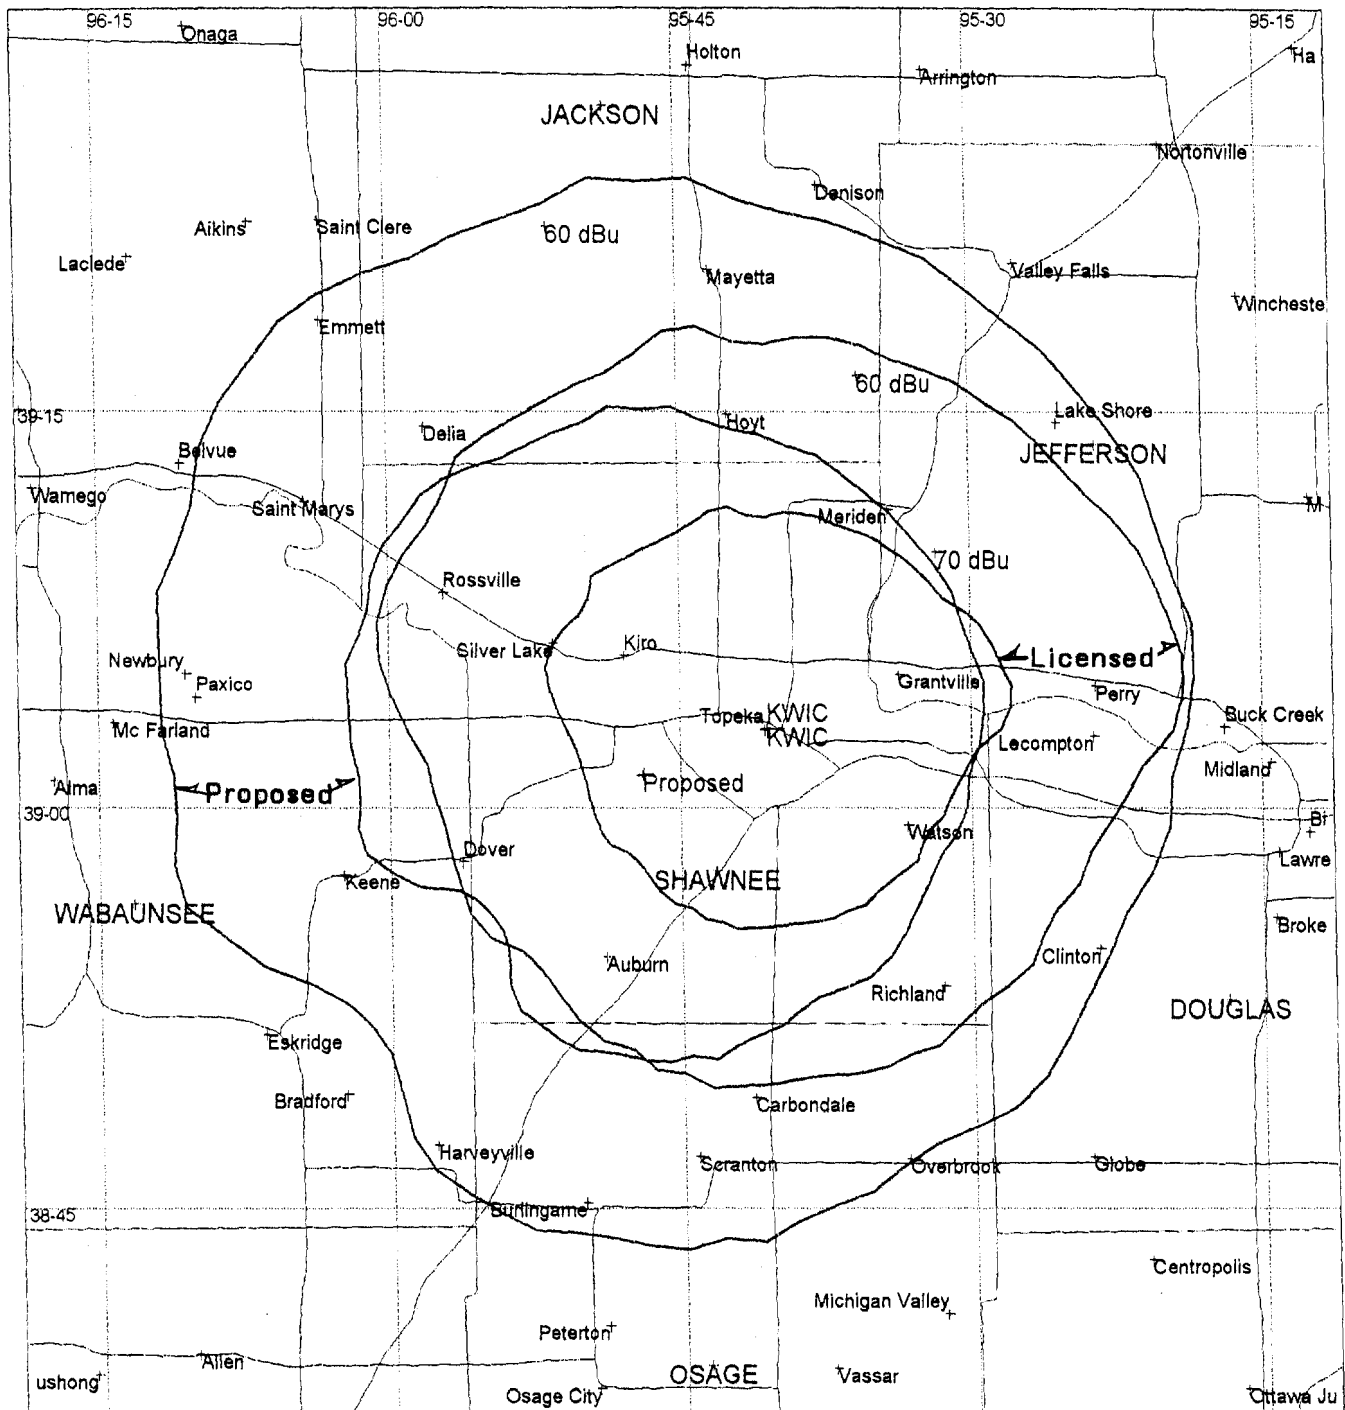 96-15
96-00
95-45
95-30
95-15
Onaga
Holton
Ha
Arrington
JACKSON
Nortonville
Denison
Aikins
Saint Clere
60 dBu
Laclede
Mayetta
Valley Falls
Wincheste
Emmett
60 dBu
39-15
Lake Shore
Delia
Hoyt
Belvue
JEFFERSON
Wamego
Saint Marys
Meriden
M
70 dBu
Rossville
Silver Lake
Kiro
Licensed
Newbury
Paxico
Grantville
Perry
Mc Farland
Topeka
KWIC
KWIC
Buck Creek
Lecompton
Midland
Alma
Proposed
Proposed
39-00
Watson
Dover
Lawre
Keene
SHAWNEE
WABAUNSEE
Broke
Auburn
Clinton
Richland
DOUGLAS
Eskridge
Bradford
Carbondale
Harveyville
Scranton
Overbrook
Globe
38-45
Burlingame
Centropolis
Michigan Valley
Peterton
Allen
ushong
OSAGE
Vassar
Osage City
Ottawa Ju